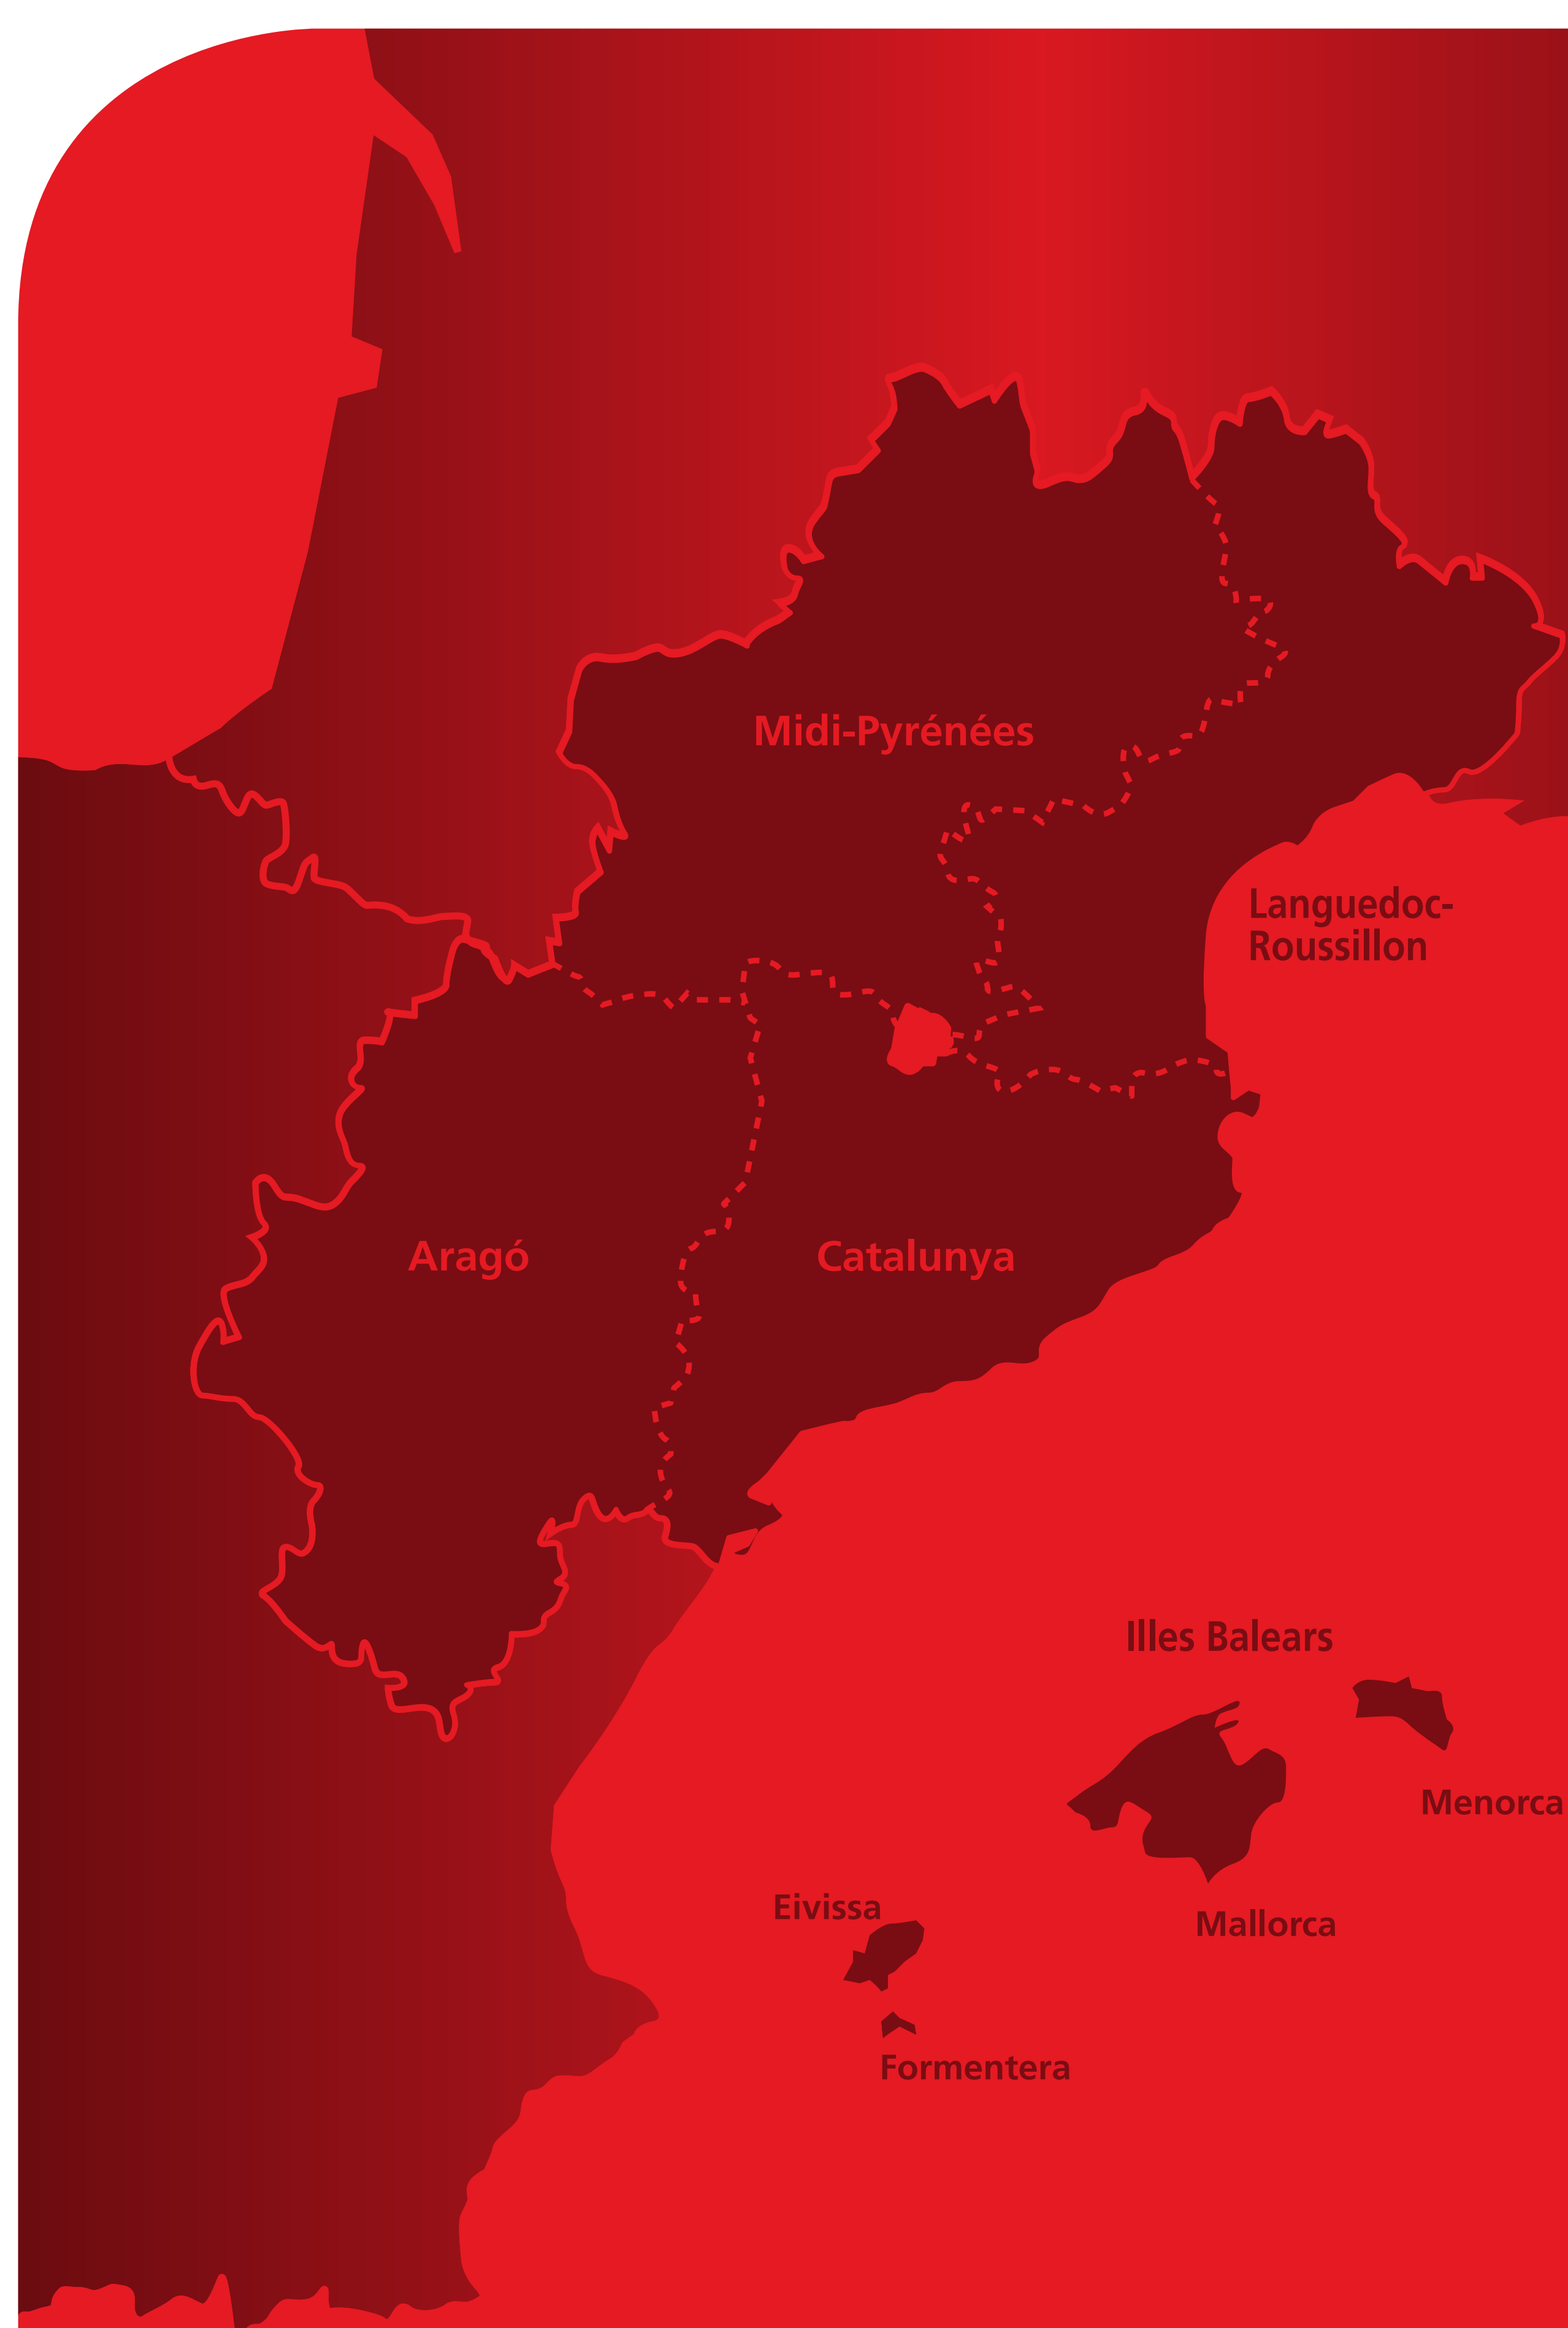 Midi-Pyrénées
Languedoc-
Roussillon
Aragó
Catalunya
Illes Balears
Menorca
Eivissa
Mallorca
Formentera